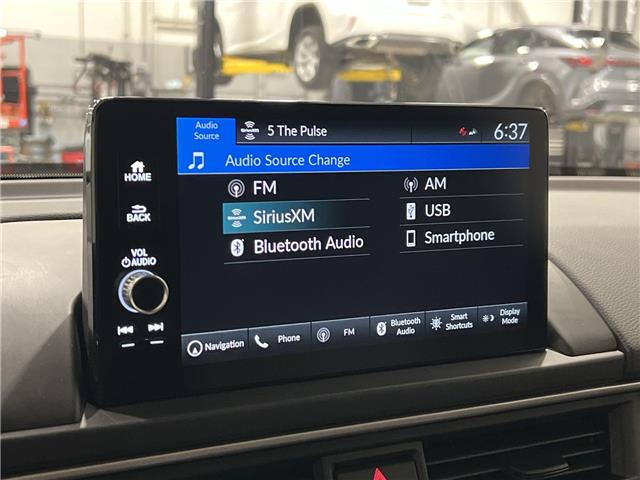 Audio
Source
5 The Pulse
6:37
Audio Source Change
FM
AM
SiriusXM
USB
Bluetooth Audio
Smartphone
HOME
BACK
VOL
AUDIO
Navigation
Phone
FM
Bluetooth
Audio
Smart
Shortcuts
Display
Mode